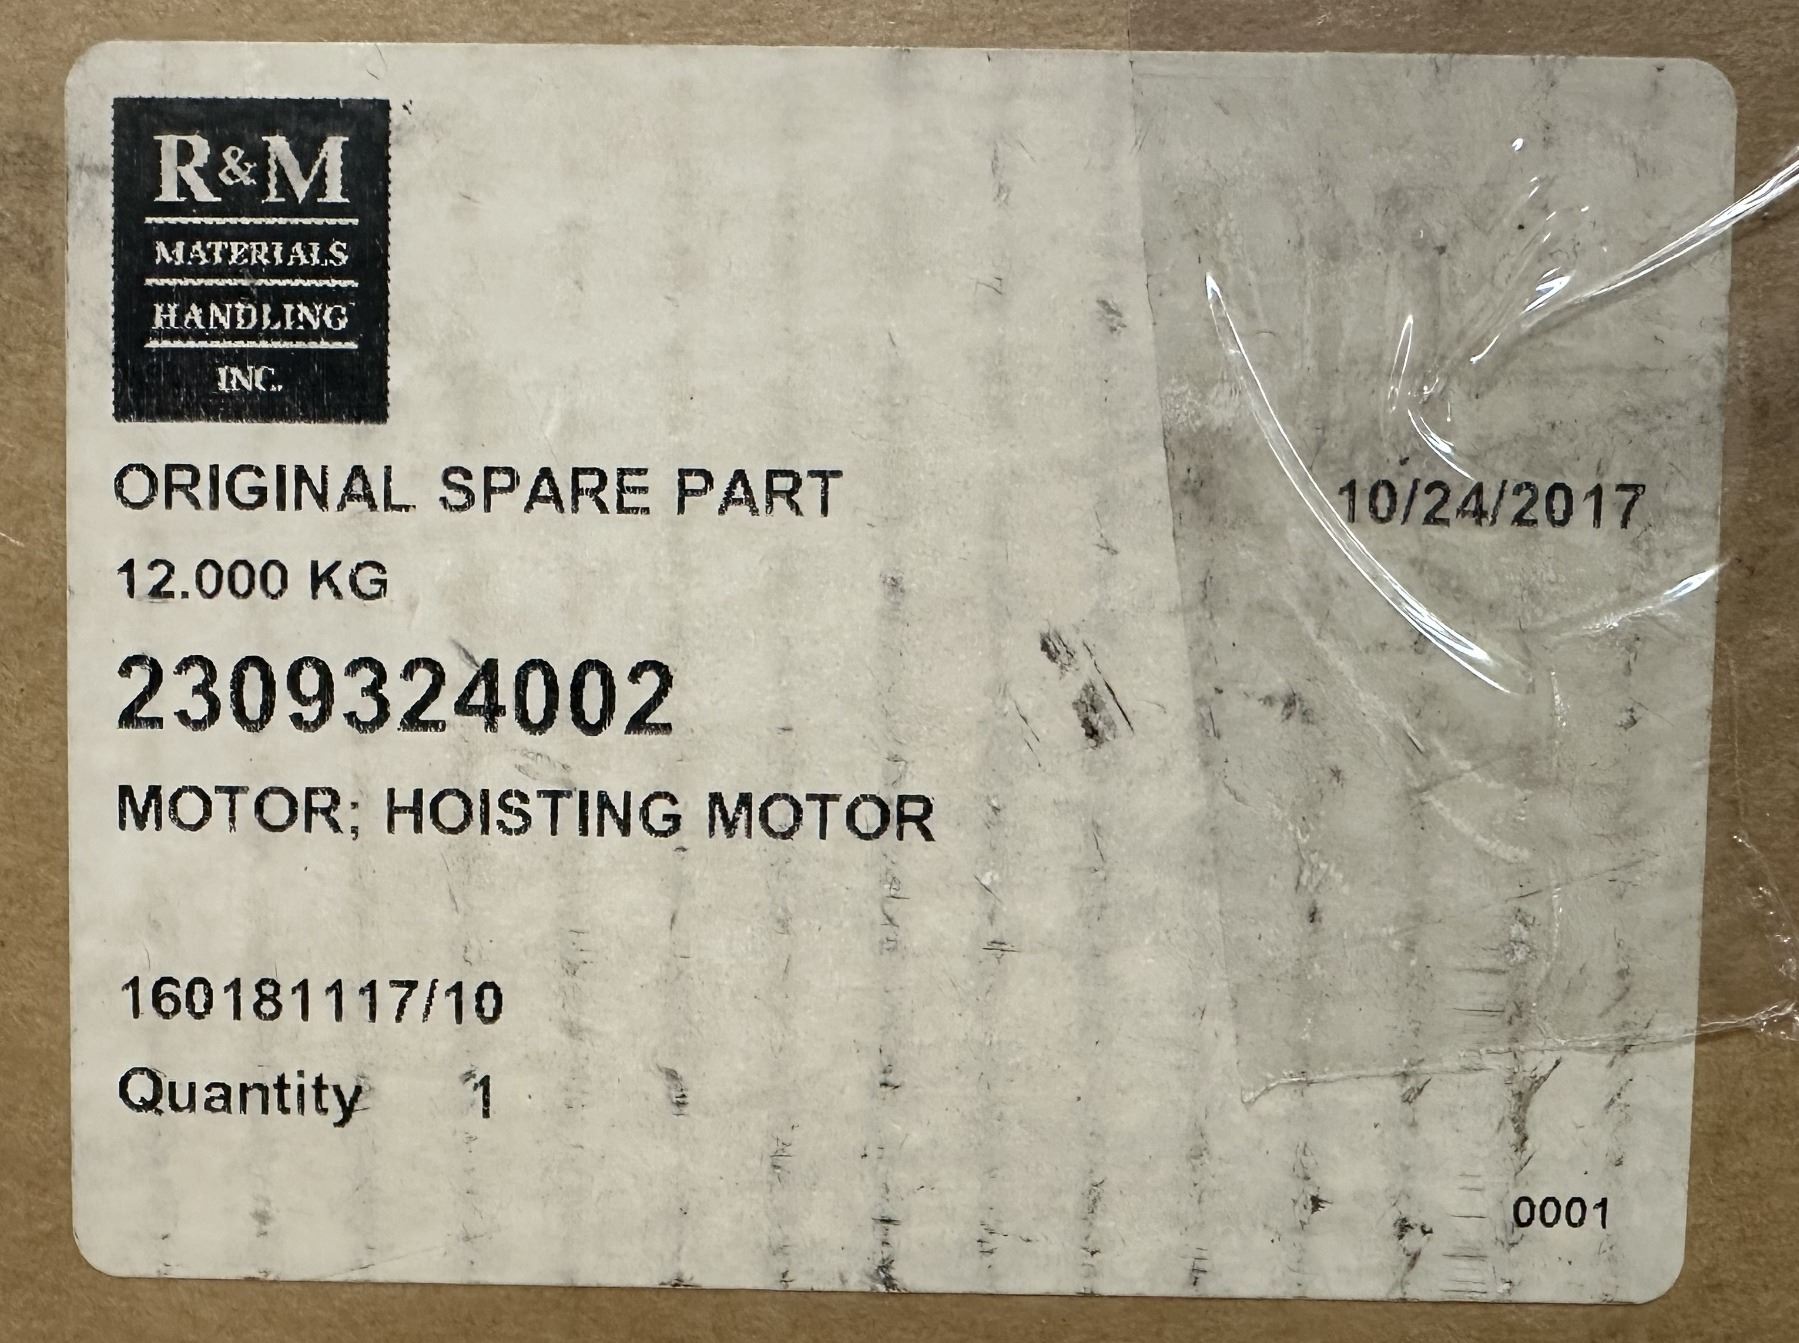 R&M
MATERIALS
HANDLING
INC.
ORIGINAL SPARE PART
10/24/2017
12.000 KG
2309324002
MOTOR; HOISTING MOTOR
160181117/10
Quantity 1
0001